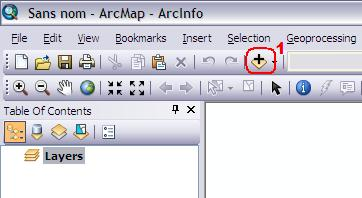 Sans nom - ArcMap - ArcInfo
File Edit View Bookmarks Insert Selection Geoprocessing
1
Table Of Contents
Layers